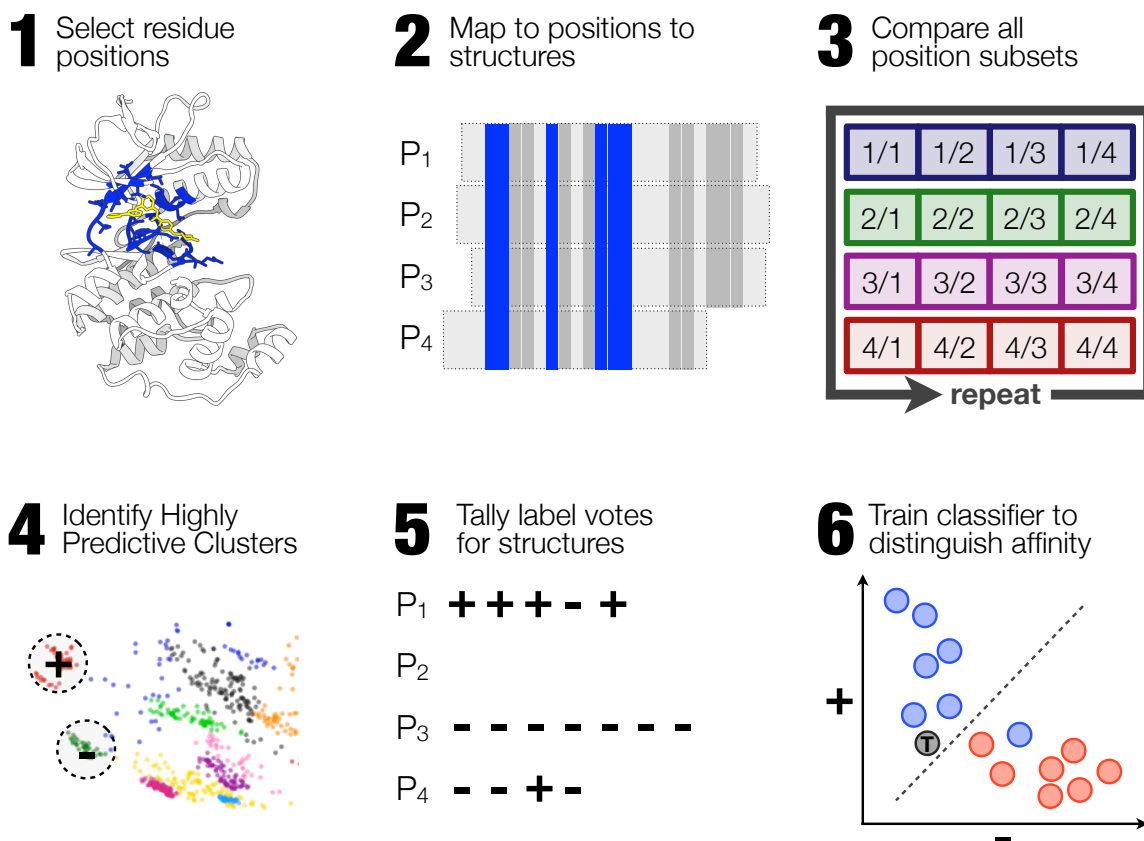 1 Select residue
positions
2 Map to positions to
structures
3 Compare all
position subsets
P1
P2
P3
P4
1/1 1/2 1/3 1/4
2/1 2/2 2/3 2/4
3/1 3/2 3/3 3/4
4/1 4/2 4/3 4/4
repeat
4 Identify Highly
Predictive Clusters
+
-
5 Tally label votes
for structures
P1 + + + - +
P2
P3 - - - - - - -
P4 - - + -
6 Train classifier to
distinguish affinity
+
T
-